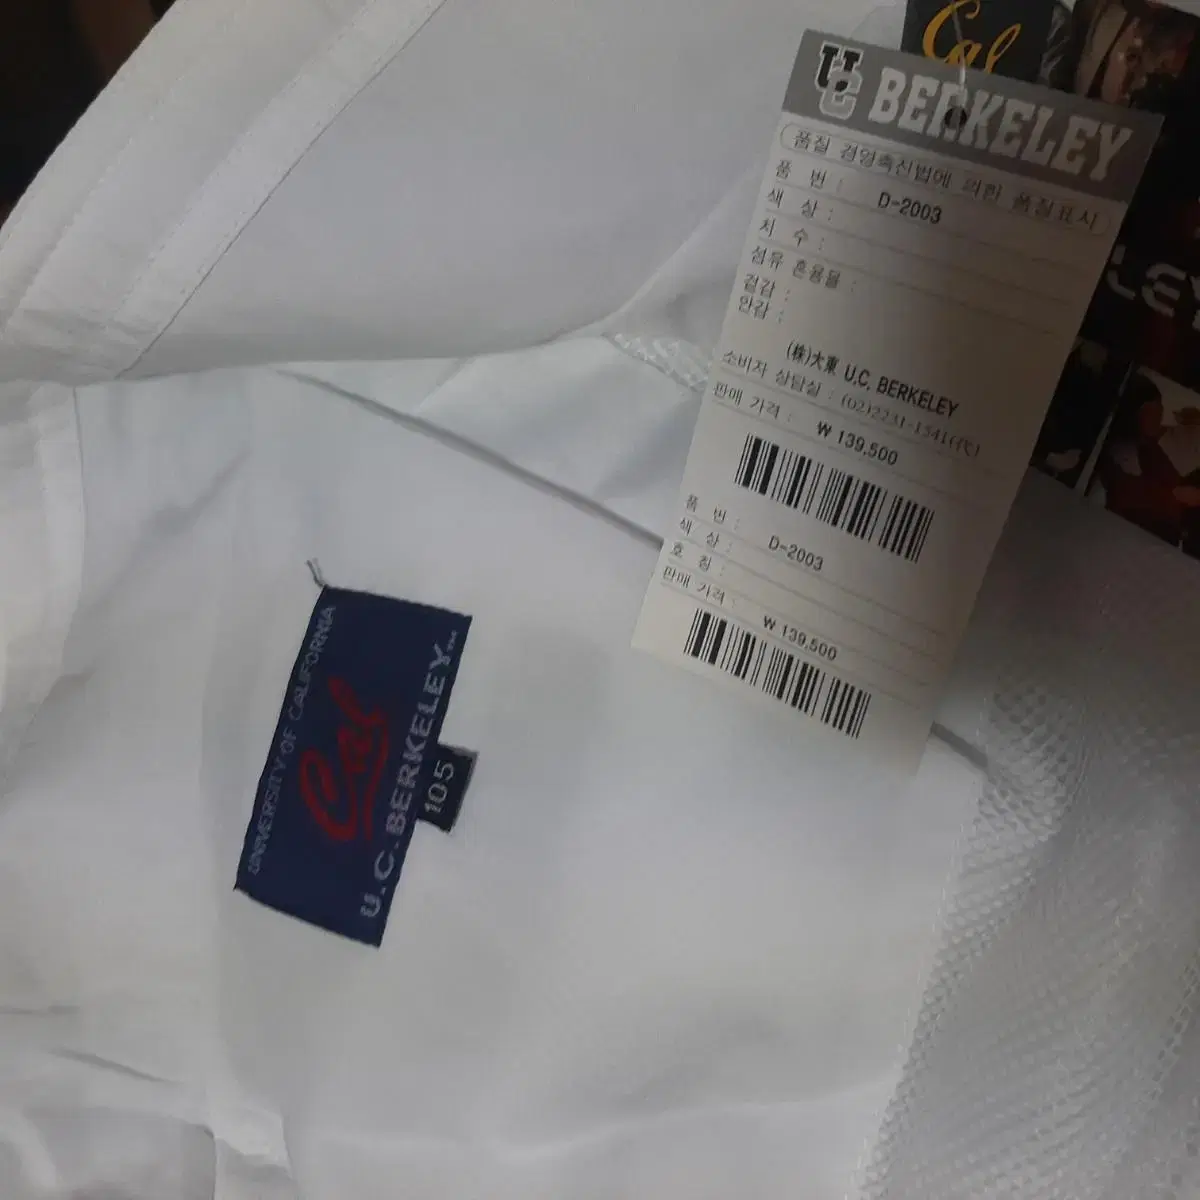 Cal
UC BERKELEY
품질 경영촉진법에 의한 품질표시
품 번 : D-2003
색 상 :
치 수 :
섬유 혼용율 :
겉감 :
안감 :
(株)大東 U.C. BERKELEY
소비자 상담실 : (02)2231-1541(代)
판매 가격 : ₩ 139,500
품 번 : D-2003
색 상 :
호 칭 :
판매 가격 : ₩ 139,500
UNIVERSITY OF CALIFORNIA
Cal
U.C. BERKELEY™
105